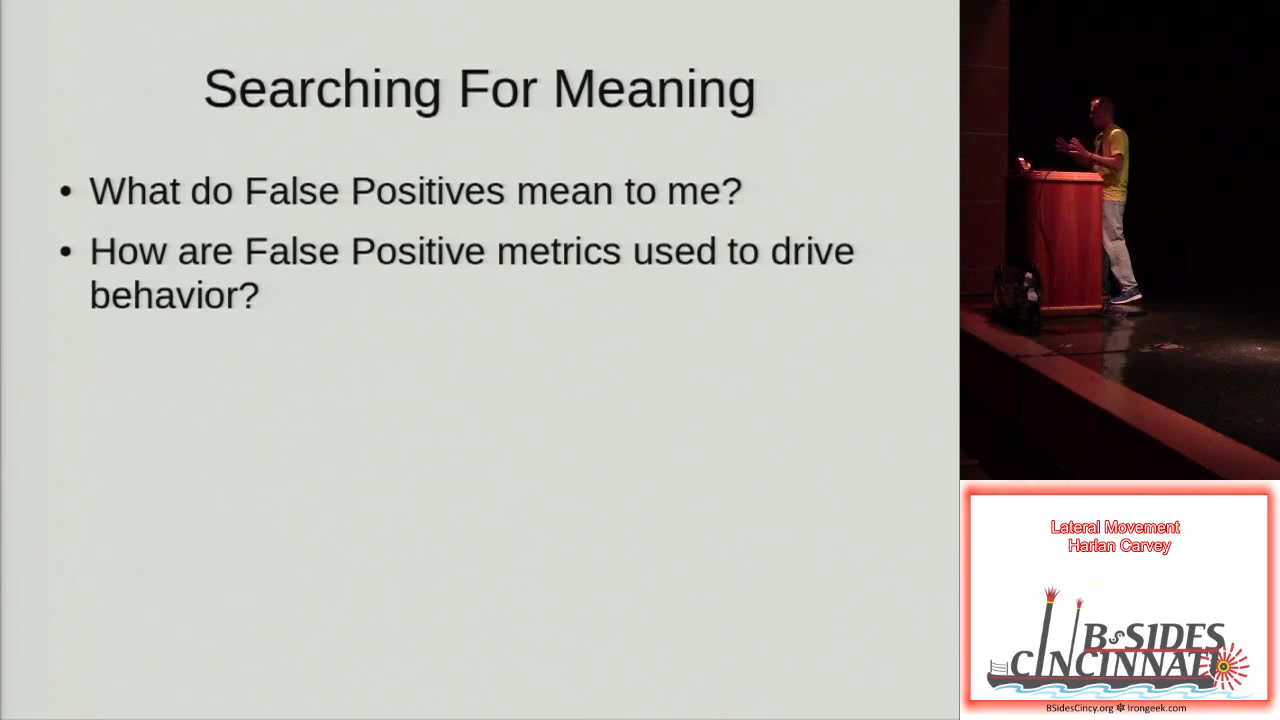 Searching For Meaning
• What do False Positives mean to me?
• How are False Positive metrics used to drive
behavior?
Lateral Movement
Harlan Carvey
BSIDES
CINCINNATI
BSidesCincy.org ✽ Irongeek.com